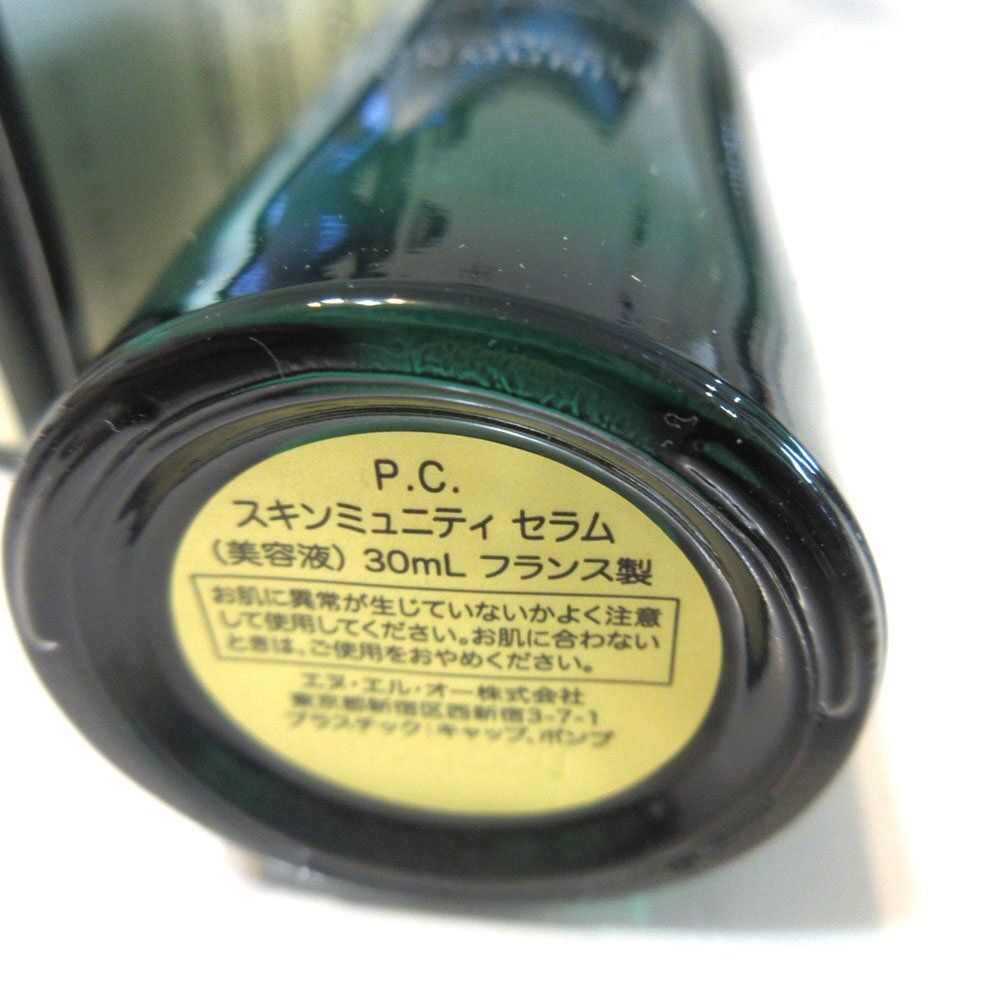 P.C.
スキンミュニティ セラム
（美容液） 30mL フランス製
お肌に異常が生じていないかよく注意
して使用してください。お肌に合わない
ときは、ご使用をおやめください。
エヌ・エル・オー株式会社
東京都新宿区西新宿3-7-1
プラスチック:キャップ、ポンプ